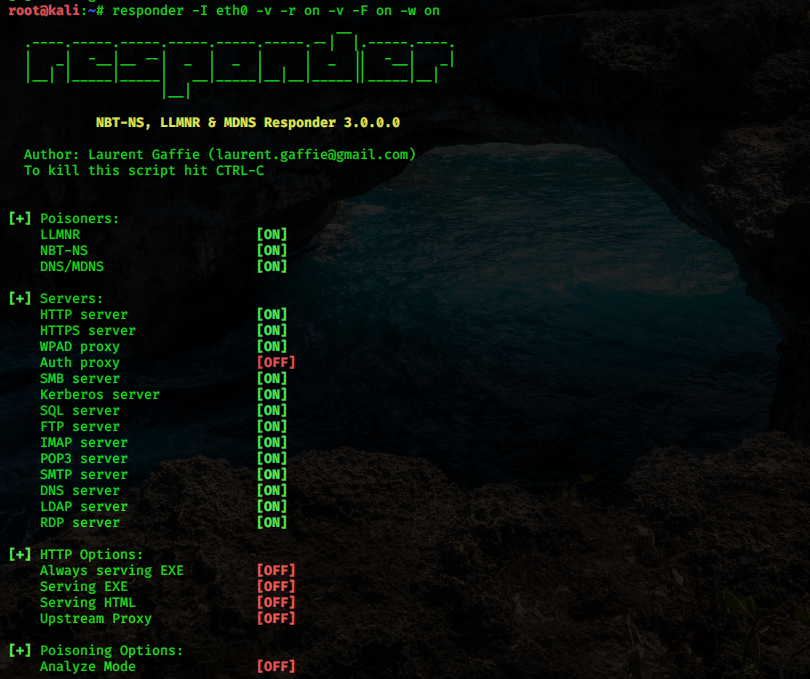 root@kali:~# responder -I eth0 -v -r on -v -F on -w on
NBT-NS, LLMNR & MDNS Responder 3.0.0.0
Author: Laurent Gaffie (laurent.gaffie@gmail.com)
To kill this script hit CTRL-C
[+] Poisoners:
LLMNR [ON]
NBT-NS [ON]
DNS/MDNS [ON]
[+] Servers:
HTTP server [ON]
HTTPS server [ON]
WPAD proxy [ON]
Auth proxy [OFF]
SMB server [ON]
Kerberos server [ON]
SQL server [ON]
FTP server [ON]
IMAP server [ON]
POP3 server [ON]
SMTP server [ON]
DNS server [ON]
LDAP server [ON]
RDP server [ON]
[+] HTTP Options:
Always serving EXE [OFF]
Serving EXE [OFF]
Serving HTML [OFF]
Upstream Proxy [OFF]
[+] Poisoning Options:
Analyze Mode [OFF]